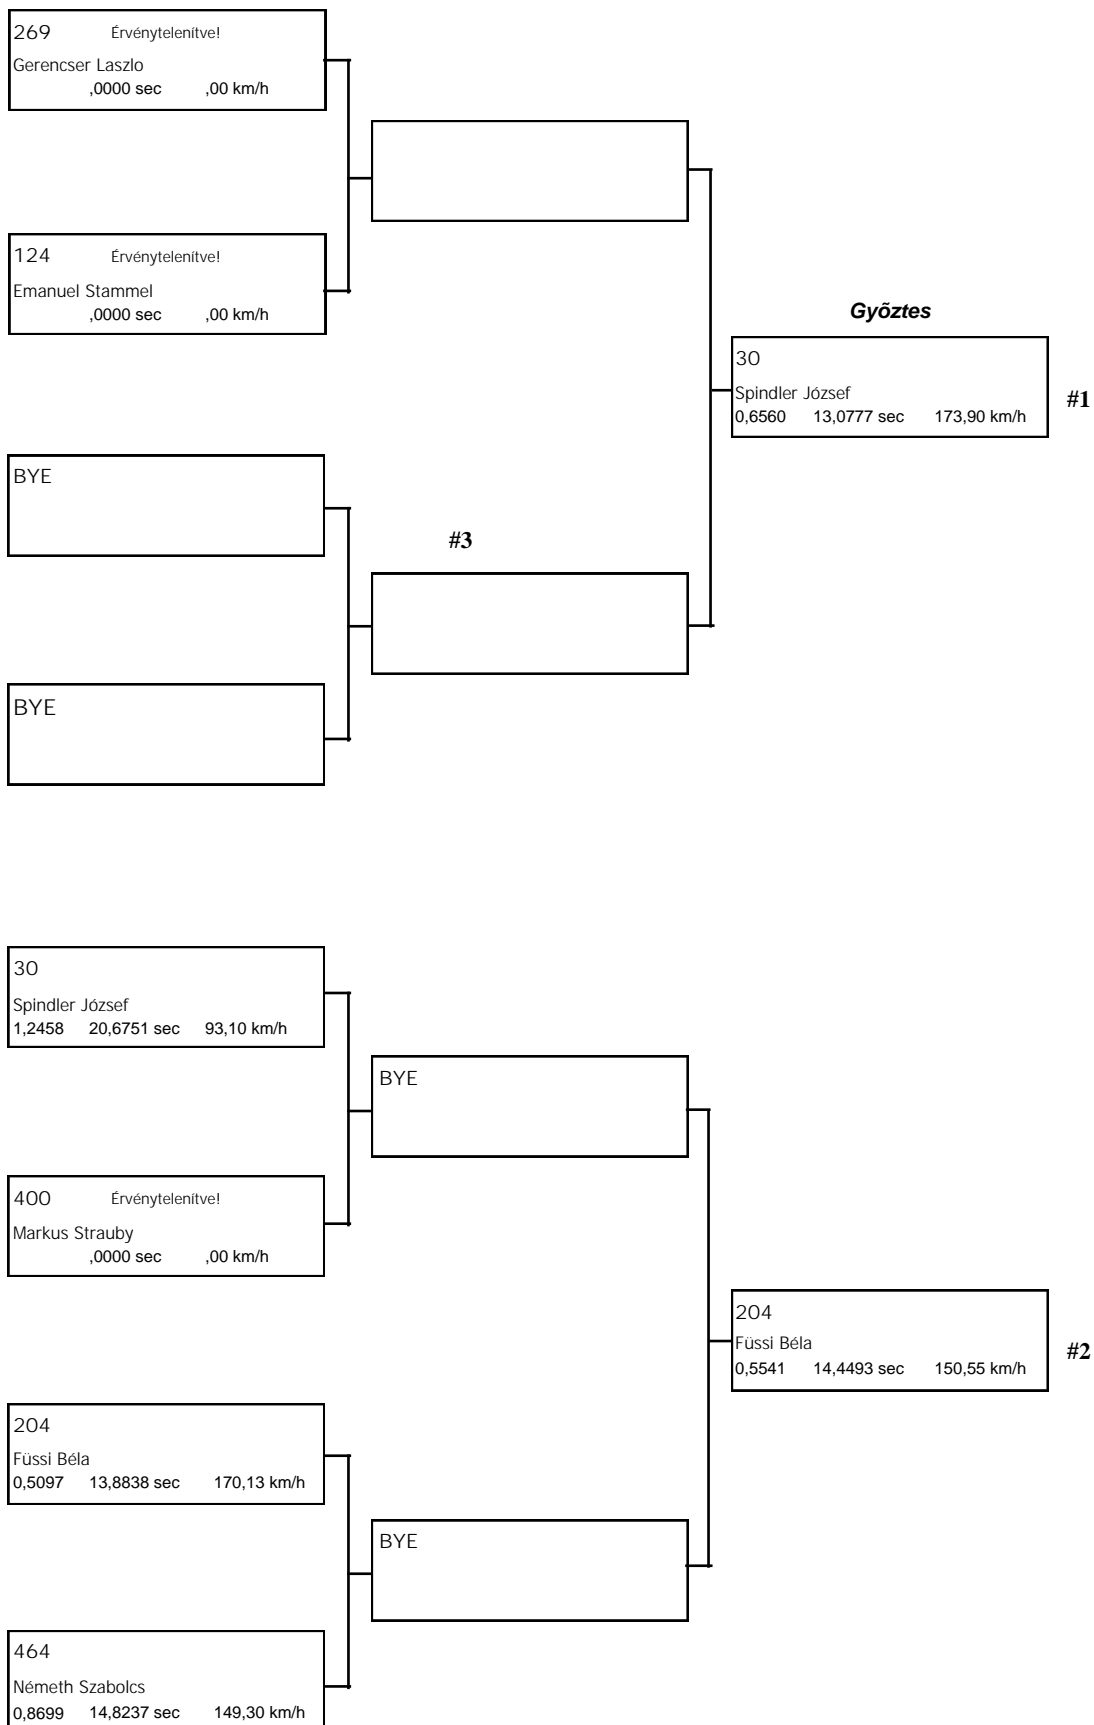 269 Érvénytelenítve!
Gerencser Laszlo
,0000 sec ,00 km/h
124 Érvénytelenítve!
Emanuel Stammel
,0000 sec ,00 km/h
Gyõztes
30
Spindler József
0,6560 13,0777 sec 173,90 km/h
#1
BYE
#3
BYE
30
Spindler József
1,2458 20,6751 sec 93,10 km/h
BYE
400 Érvénytelenítve!
Markus Strauby
,0000 sec ,00 km/h
204
Füssi Béla
0,5541 14,4493 sec 150,55 km/h
#2
204
Füssi Béla
0,5097 13,8838 sec 170,13 km/h
BYE
464
Németh Szabolcs
0,8699 14,8237 sec 149,30 km/h